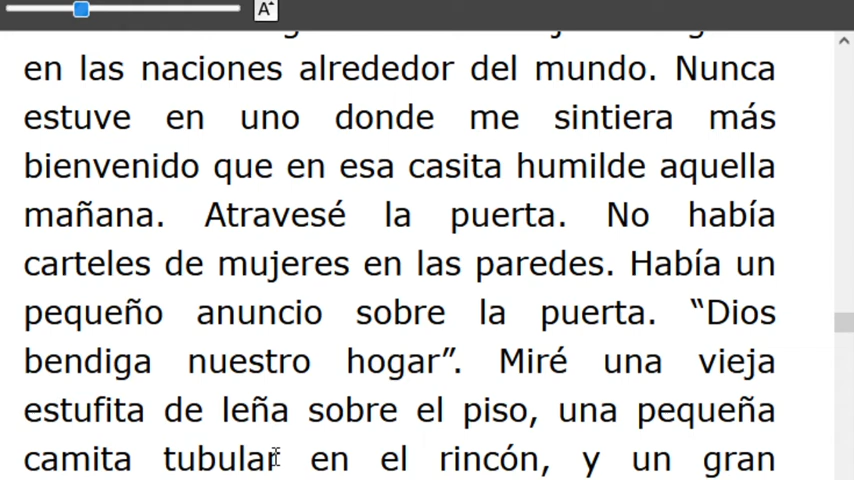 A
en las naciones alrededor del mundo. Nunca
estuve en uno donde me sintiera más
bienvenido que en esa casita humilde aquella
mañana. Atravesé la puerta. No había
carteles de mujeres en las paredes. Había un
pequeño anuncio sobre la puerta. “Dios
bendiga nuestro hogar”. Miré una vieja
estufita de leña sobre el piso, una pequeña
camita tubular en el rincón, y un gran